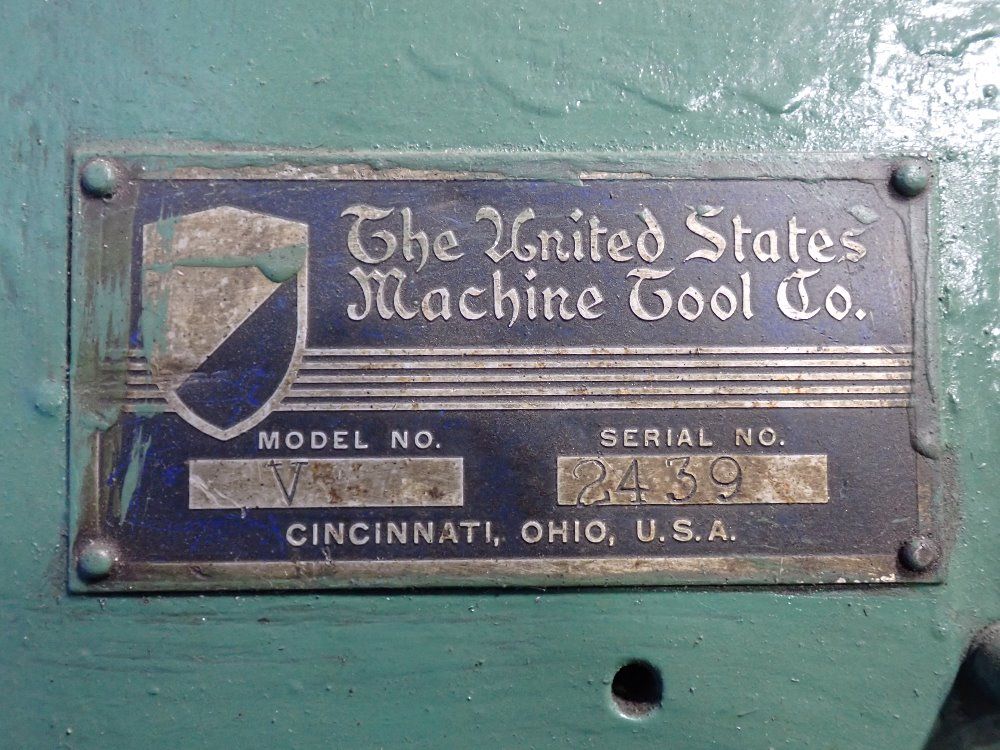 The United States
Machine Tool Co.
MODEL NO. SERIAL NO.
V 2439
CINCINNATI, OHIO, U.S.A.